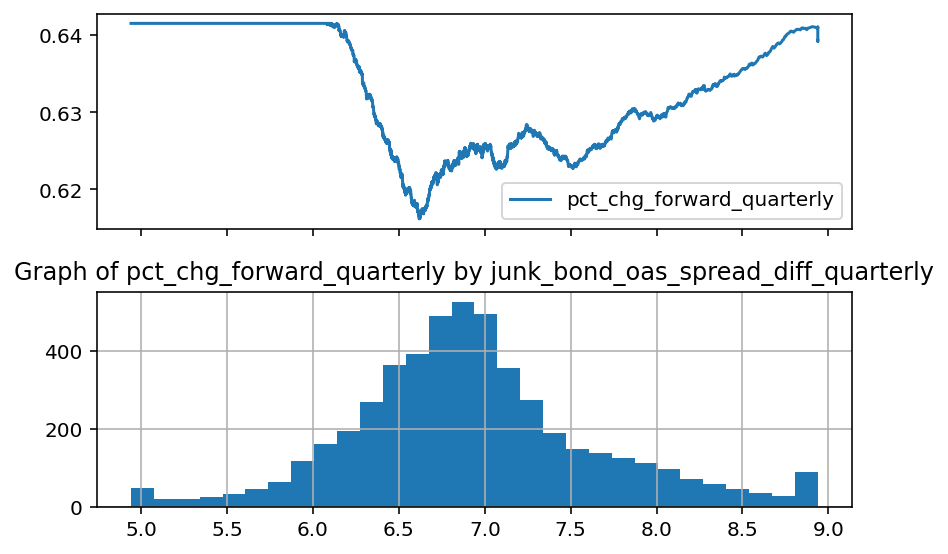 0.64
0.63
0.62
pct_chg_forward_quarterly
Graph of pct_chg_forward_quarterly by junk_bond_oas_spread_diff_quarterly
400
200
0
5.0 5.5 6.0 6.5 7.0 7.5 8.0 8.5 9.0